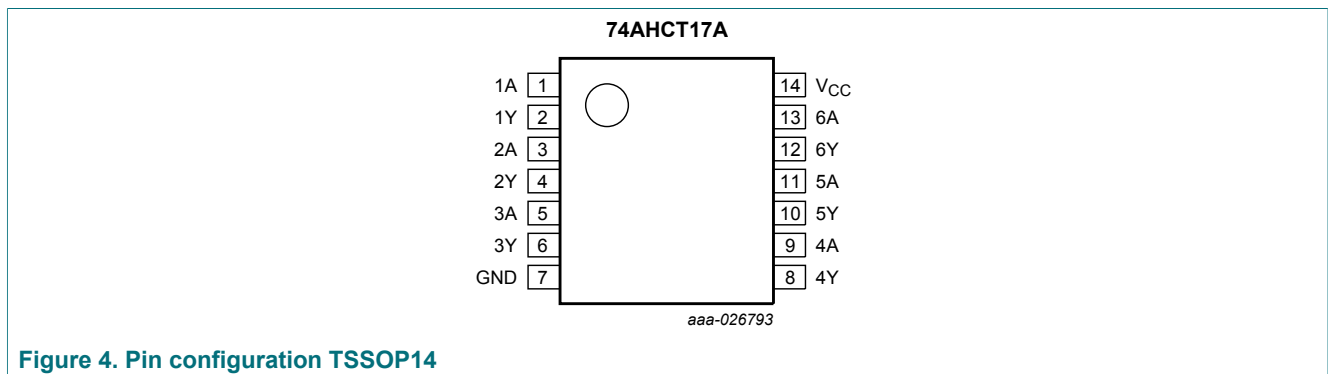 74AHCT17A
1A 1 14 VCC
1Y 2 13 6A
2A 3 12 6Y
2Y 4 11 5A
3A 5 10 5Y
3Y 6 9 4A
GND 7 8 4Y
aaa-026793
Figure 4. Pin configuration TSSOP14